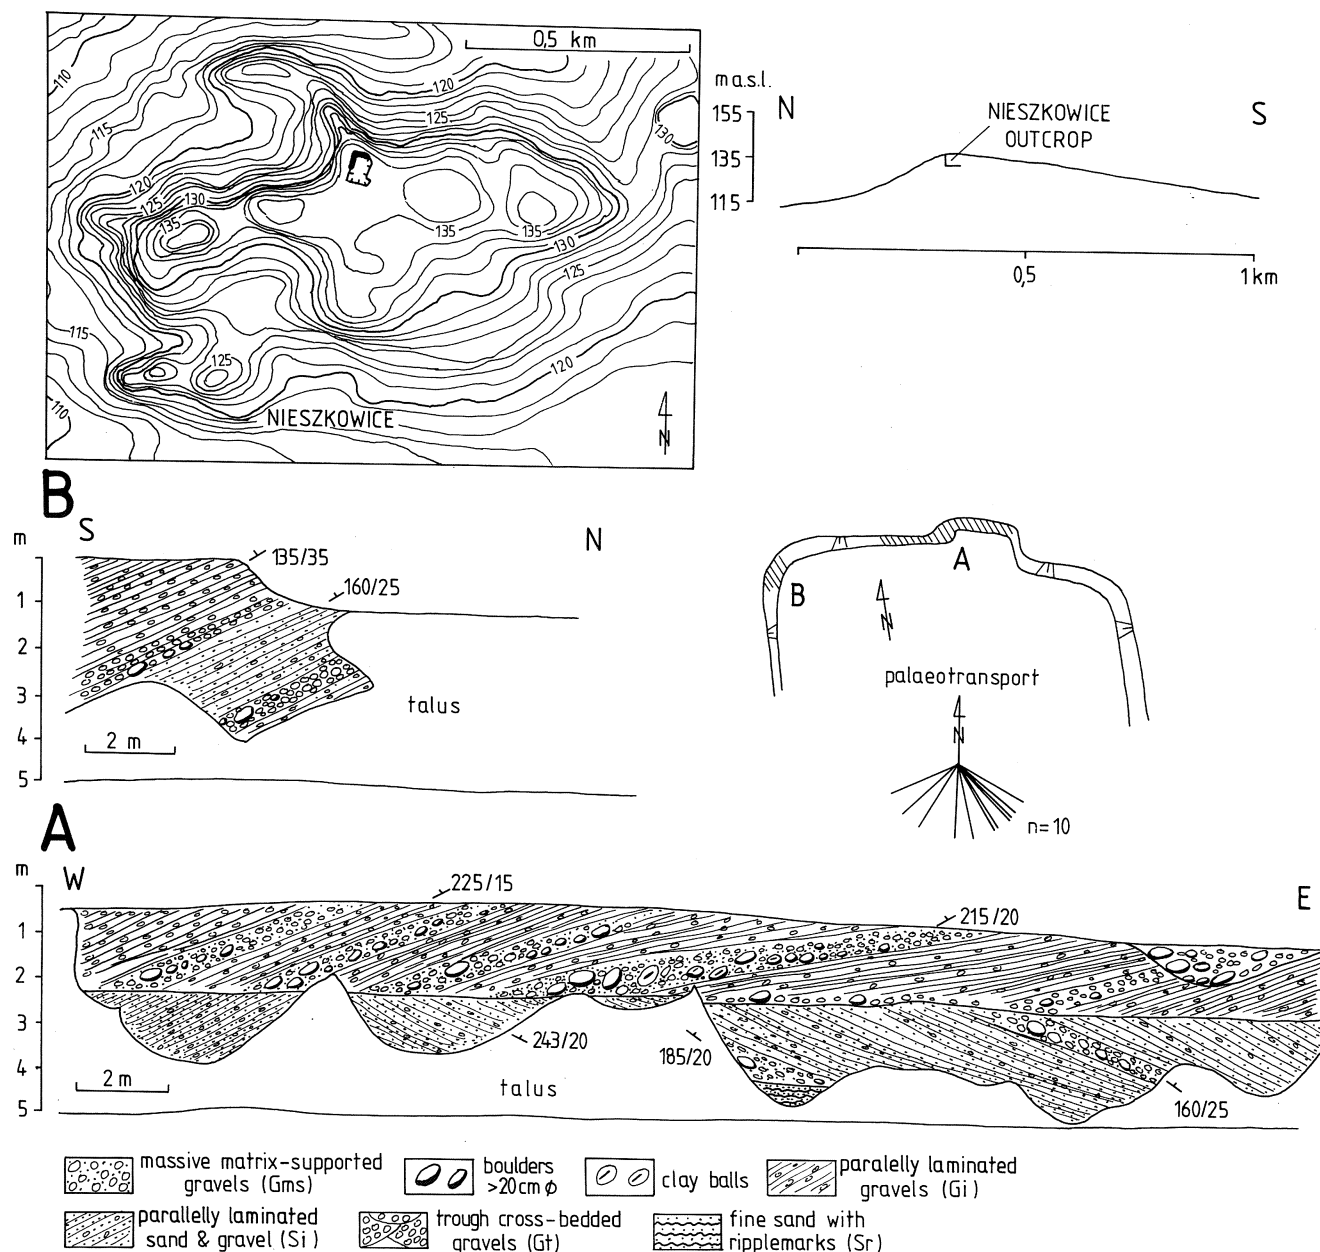 0,5 km
110
120
115
125
130
120
125
130
135
135
135
130
125
115
125
120
110
NIESZKOWICE
N
m a.s.l.
155
135
115
N
S
NIESZKOWICE
OUTCROP
0,5
1 km
B
S
N
m
135/35
160/25
1
2
3
4
5
talus
2 m
A
B
N
palaeotransport
N
n=10
A
m
W
E
225/15
215/20
1
2
3
4
5
243/20
185/20
160/25
2 m
talus
massive matrix-supported
gravels (Gms)
boulders
>20cm ϕ
clay balls
paralelly laminated
gravels (Gi)
parallelly laminated
sand & gravel (Si)
trough cross-bedded
gravels (Gt)
fine sand with
ripplemarks (Sr)